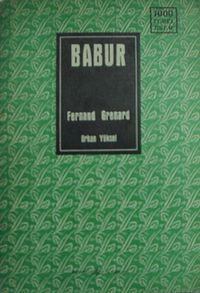 1000
TEMEL
ESER
BABUR
Fernand Grenard
Orhan Yüksel